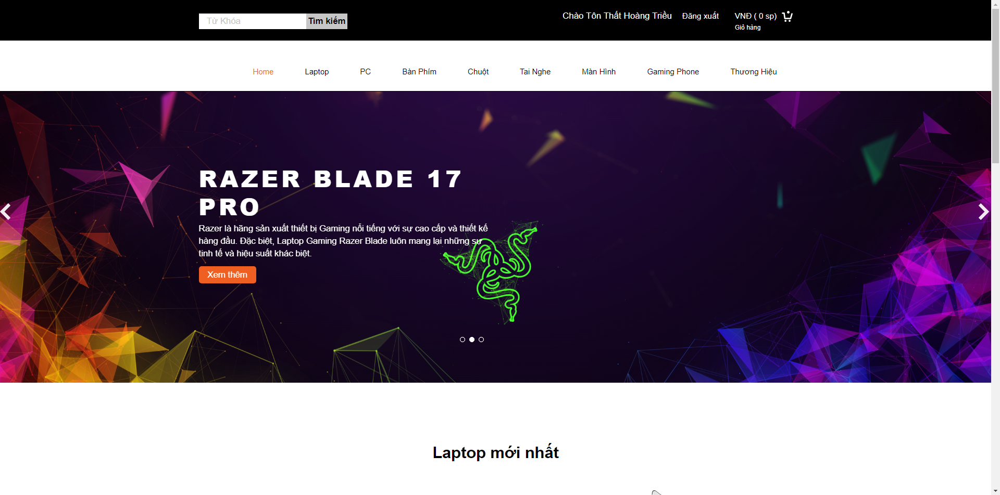 Từ Khóa
Tìm kiếm
Chào Tôn Thất Hoàng Triều
Đăng xuất
VNĐ ( 0 sp)
Giỏ hàng
Home
Laptop
PC
Bàn Phím
Chuột
Tai Nghe
Màn Hình
Gaming Phone
Thương Hiệu
RAZER BLADE 17
PRO
Razer là hãng sản xuất thiết bị Gaming nổi tiếng với sự cao cấp và thiết kế
hàng đầu. Đặc biệt, Laptop Gaming Razer Blade luôn mang lại những sự
tinh tế và hiệu suất khác biệt.
Xem thêm
Laptop mới nhất